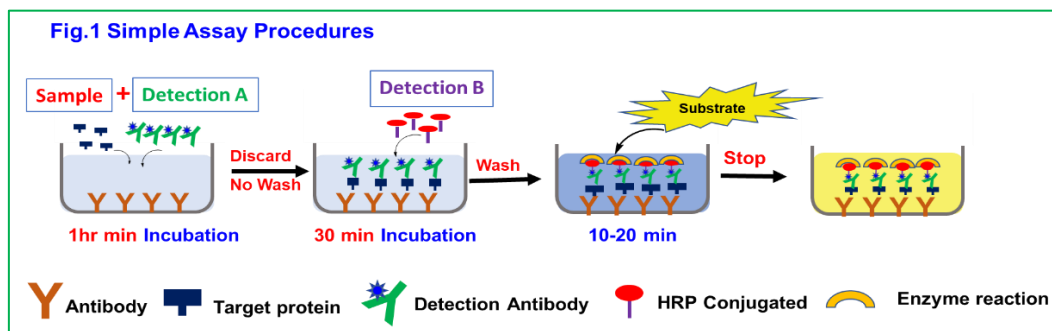 Fig.1 Simple Assay Procedures
Sample + Detection A
Detection B
Substrate
Discard
No Wash
Wash
Stop
1hr min Incubation
30 min Incubation
10-20 min
Antibody
Target protein
Detection Antibody
HRP Conjugated
Enzyme reaction